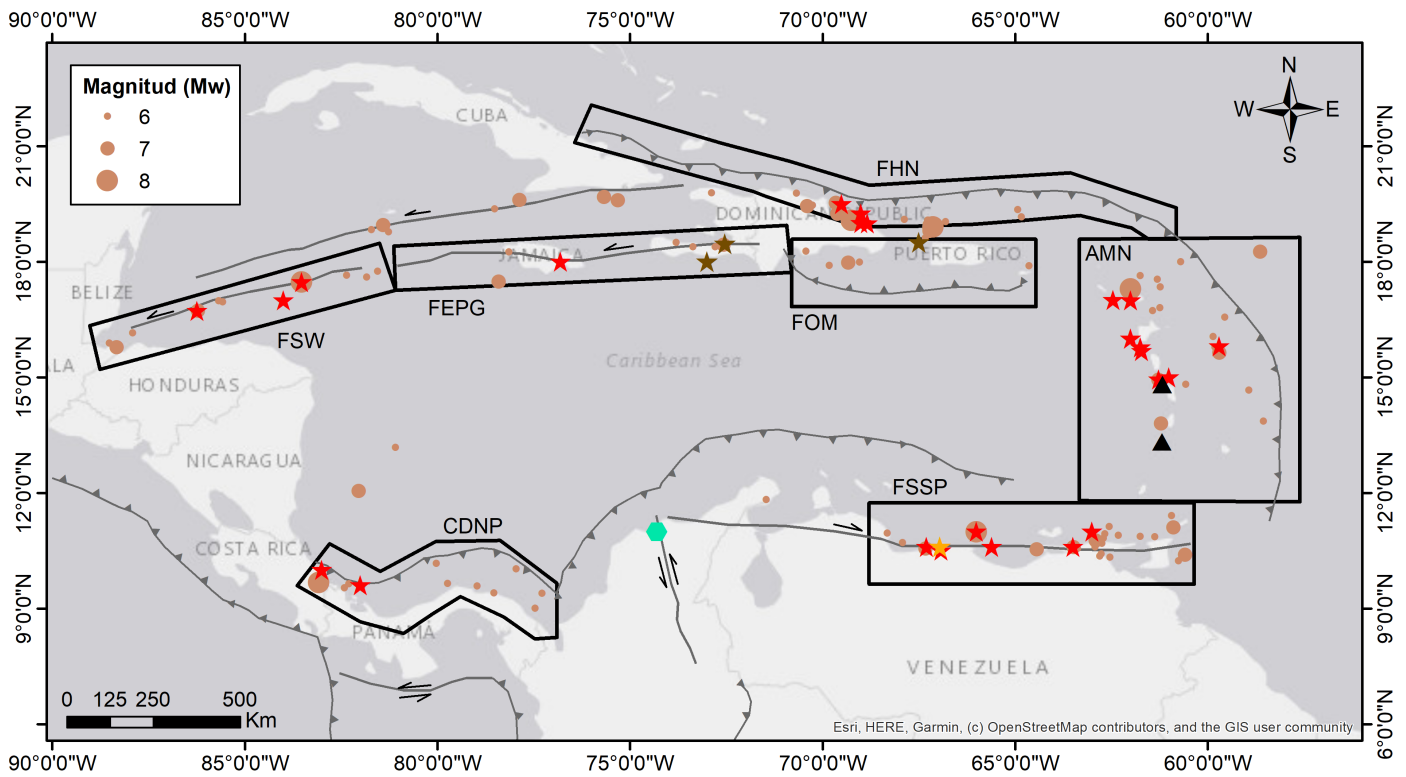 90°0'0"W 85°0'0"W 80°0'0"W 75°0'0"W 70°0'0"W 65°0'0"W 60°0'0"W
Magnitud (Mw)
6
7
8
N
W E
S
CUBA
21°0'0"N
21°0'0"N
FHN
DOMINICAN REPUBLIC
JAMAICA
PUERTO RICO
AMN
18°0'0"N
18°0'0"N
BELIZE
FEPG
FOM
FSW
Caribbean Sea
ALA
HONDURAS
15°0'0"N
15°0'0"N
NICARAGUA
FSSP
12°0'0"N
12°0'0"N
CDNP
COSTA RICA
9°0'0"N
9°0'0"N
PANAMA
VENEZUELA
0 125 250 500
Km
6°0'0"N
Esri, HERE, Garmin, (c) OpenStreetMap contributors, and the GIS user community
90°0'0"W 85°0'0"W 80°0'0"W 75°0'0"W 70°0'0"W 65°0'0"W 60°0'0"W